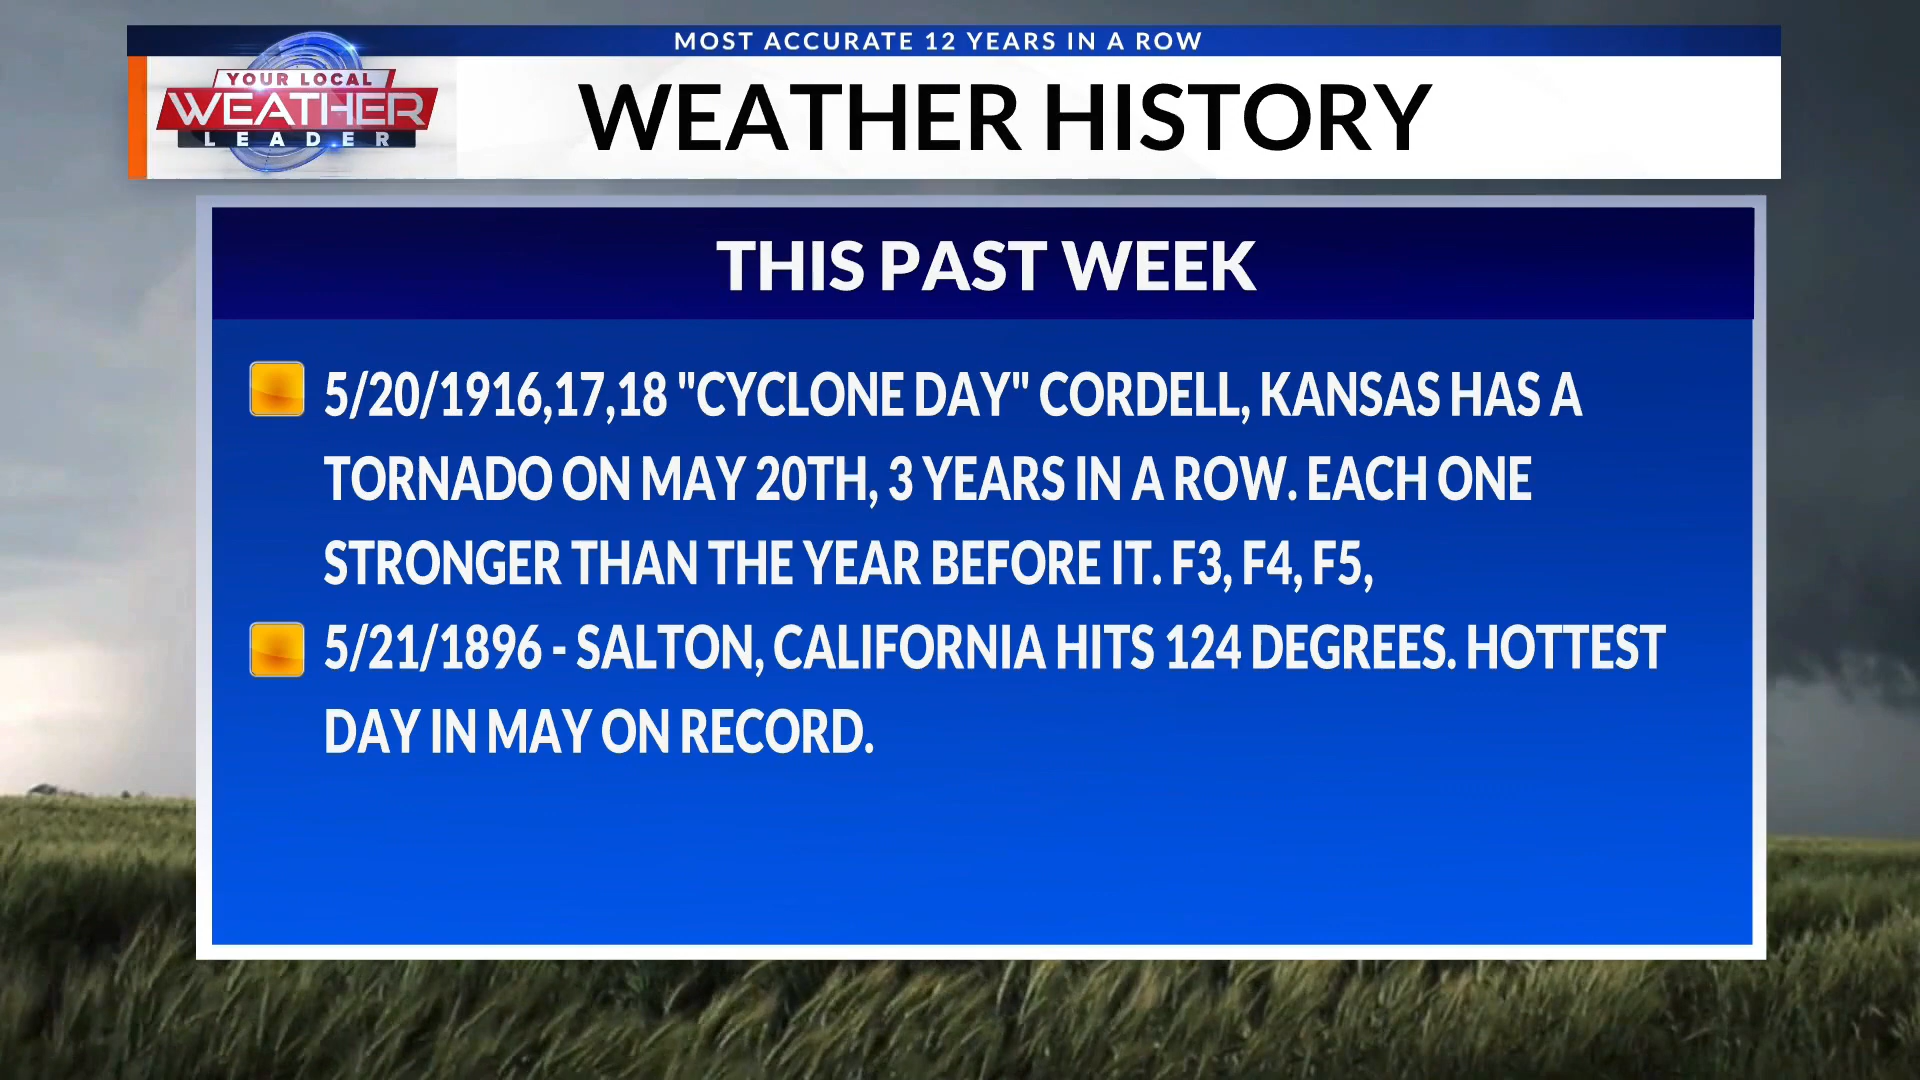 MOST ACCURATE 12 YEARS IN A ROW
YOUR LOCAL
WEATHER
LEADER
WEATHER HISTORY
THIS PAST WEEK
5/20/1916,17,18 "CYCLONE DAY" CORDELL, KANSAS HAS A
TORNADO ON MAY 20TH, 3 YEARS IN A ROW. EACH ONE
STRONGER THAN THE YEAR BEFORE IT. F3, F4, F5,
5/21/1896 - SALTON, CALIFORNIA HITS 124 DEGREES. HOTTEST
DAY IN MAY ON RECORD.